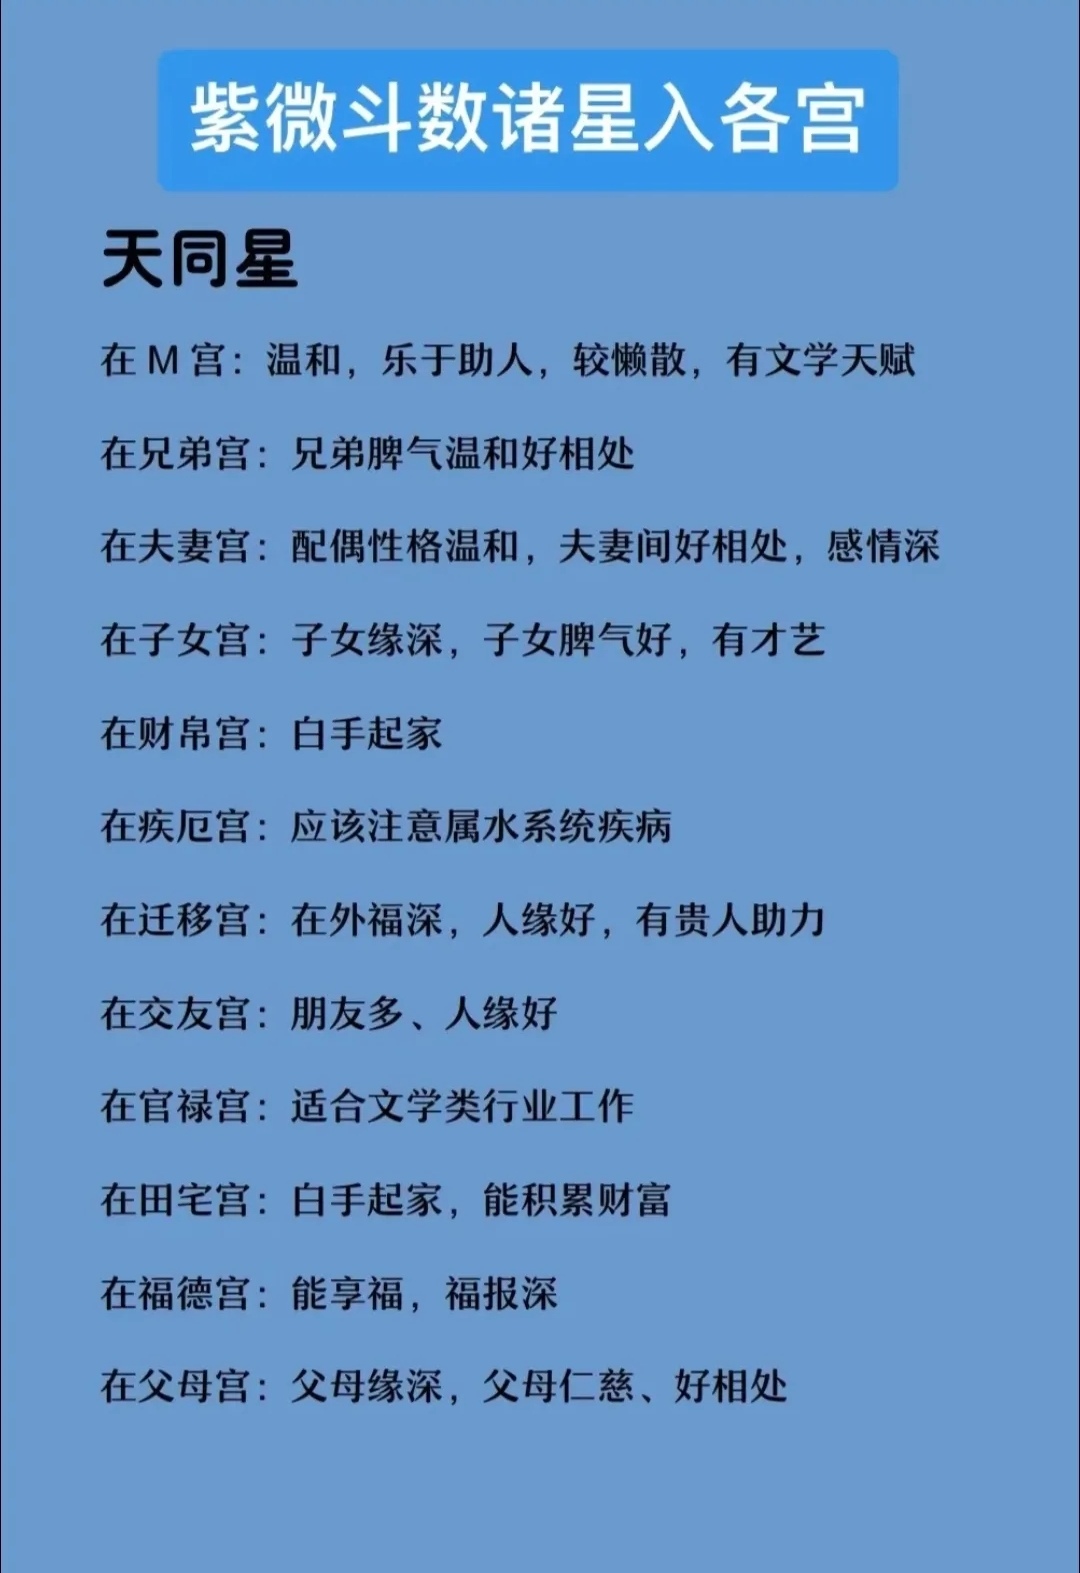 紫微斗数诸星入各宫
天同星
在 M 宫：温和，乐于助人，较懒散，有文学天赋
在兄弟宫：兄弟脾气温和好相处
在夫妻宫：配偶性格温和，夫妻间好相处，感情深
在子女宫：子女缘深，子女脾气好，有才艺
在财帛宫：白手起家
在疾厄宫：应该注意属水系统疾病
在迁移宫：在外福深，人缘好，有贵人助力
在交友宫：朋友多、人缘好
在官禄宫：适合文学类行业工作
在田宅宫：白手起家，能积累财富
在福德宫：能享福，福报深
在父母宫：父母缘深，父母仁慈、好相处